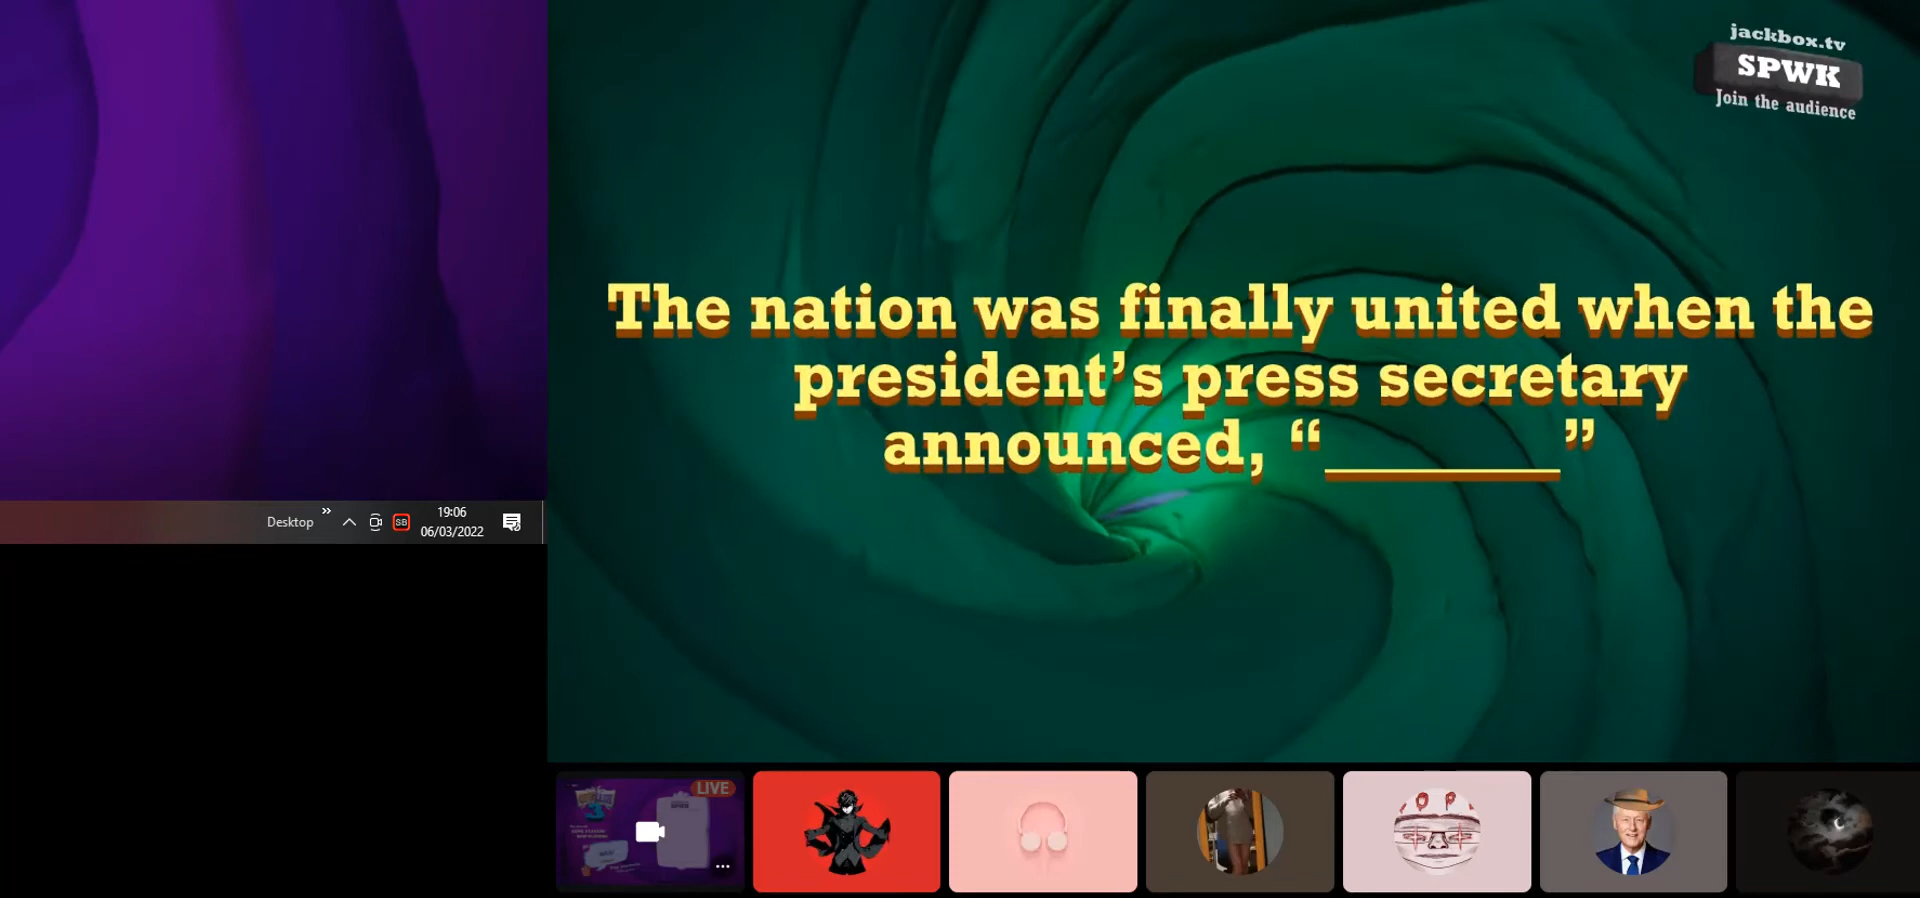 jackbox.tv
SPWK
Join the audience
The nation was finally united when the
president’s press secretary
announced, “_______”
Desktop
19:06
06/03/2022
SB
LIVE